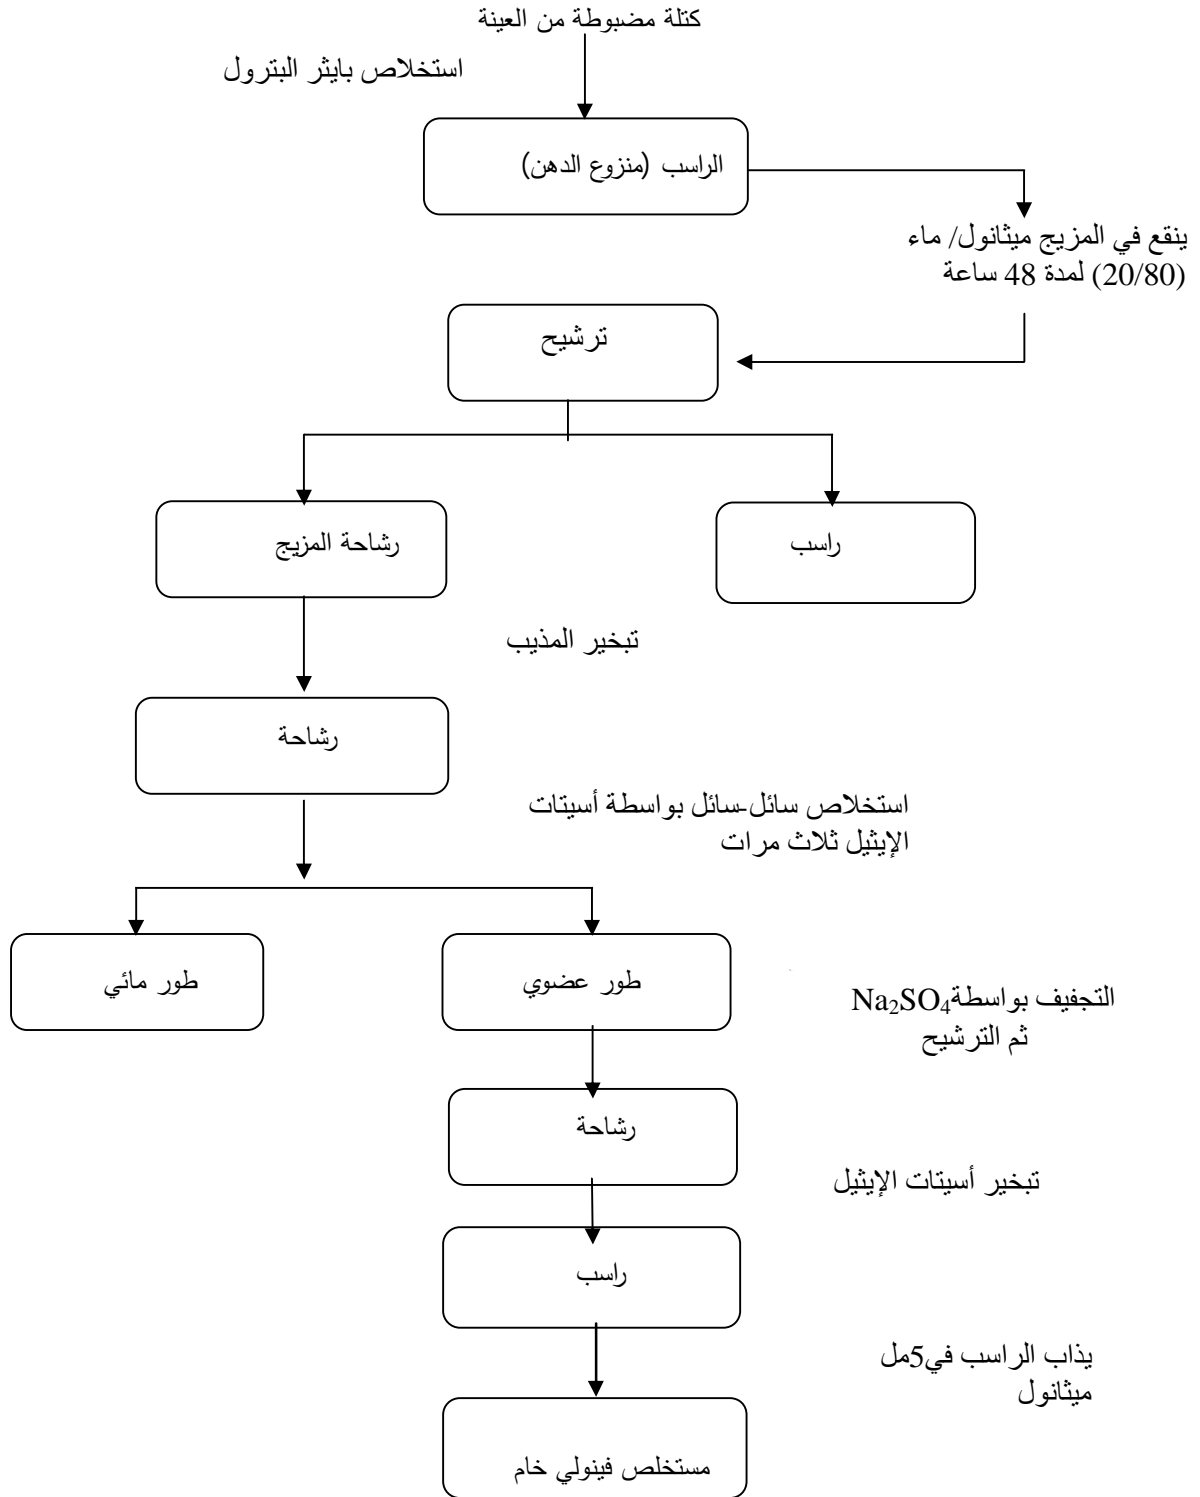 كتلة مضبوطة من العينة
استخلاص بايثر البترول
الراسب (منزوع الدهن)
ينقع في المزيج ميثانول/ ماء
(20/80) لمدة 48 ساعة
ترشيح
رشاحة المزيج
راسب
تبخير المذيب
رشاحة
استخلاص سائل-سائل بواسطة أسيتات
الإيثيل ثلاث مرات
طور مائي
طور عضوي
التجفيف بواسطةNa₂SO₄
ثم الترشيح
رشاحة
تبخير أسيتات الإيثيل
راسب
يذاب الراسب في5مل
ميثانول
مستخلص فينولي خام